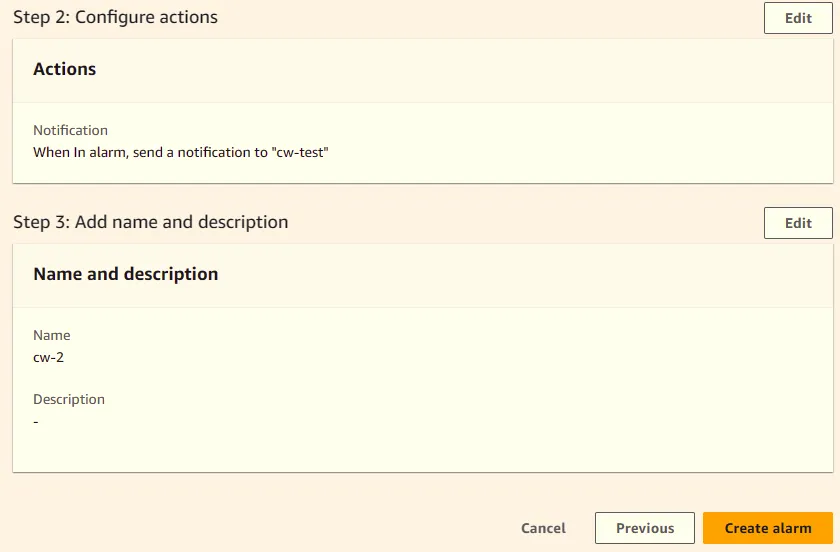 Step 2: Configure actions
Edit
Actions
Notification
When In alarm, send a notification to "cw-test"
Step 3: Add name and description
Edit
Name and description
Name
cw-2
Description
-
Cancel
Previous
Create alarm